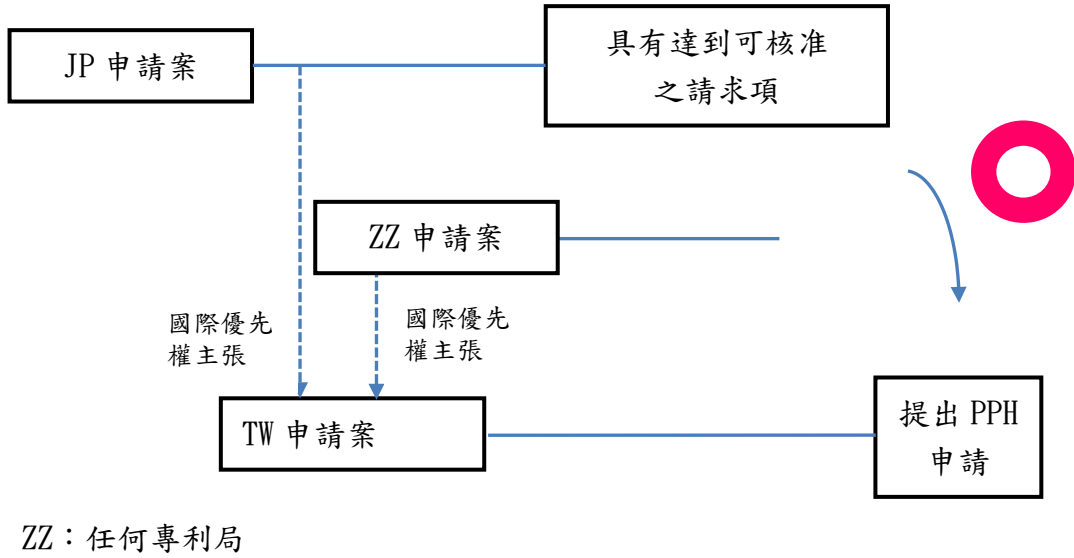 JP 申請案
具有達到可核准
之請求項
ZZ 申請案
國際優先
權主張
國際優先
權主張
TW 申請案
提出 PPH
申請
ZZ：任何專利局